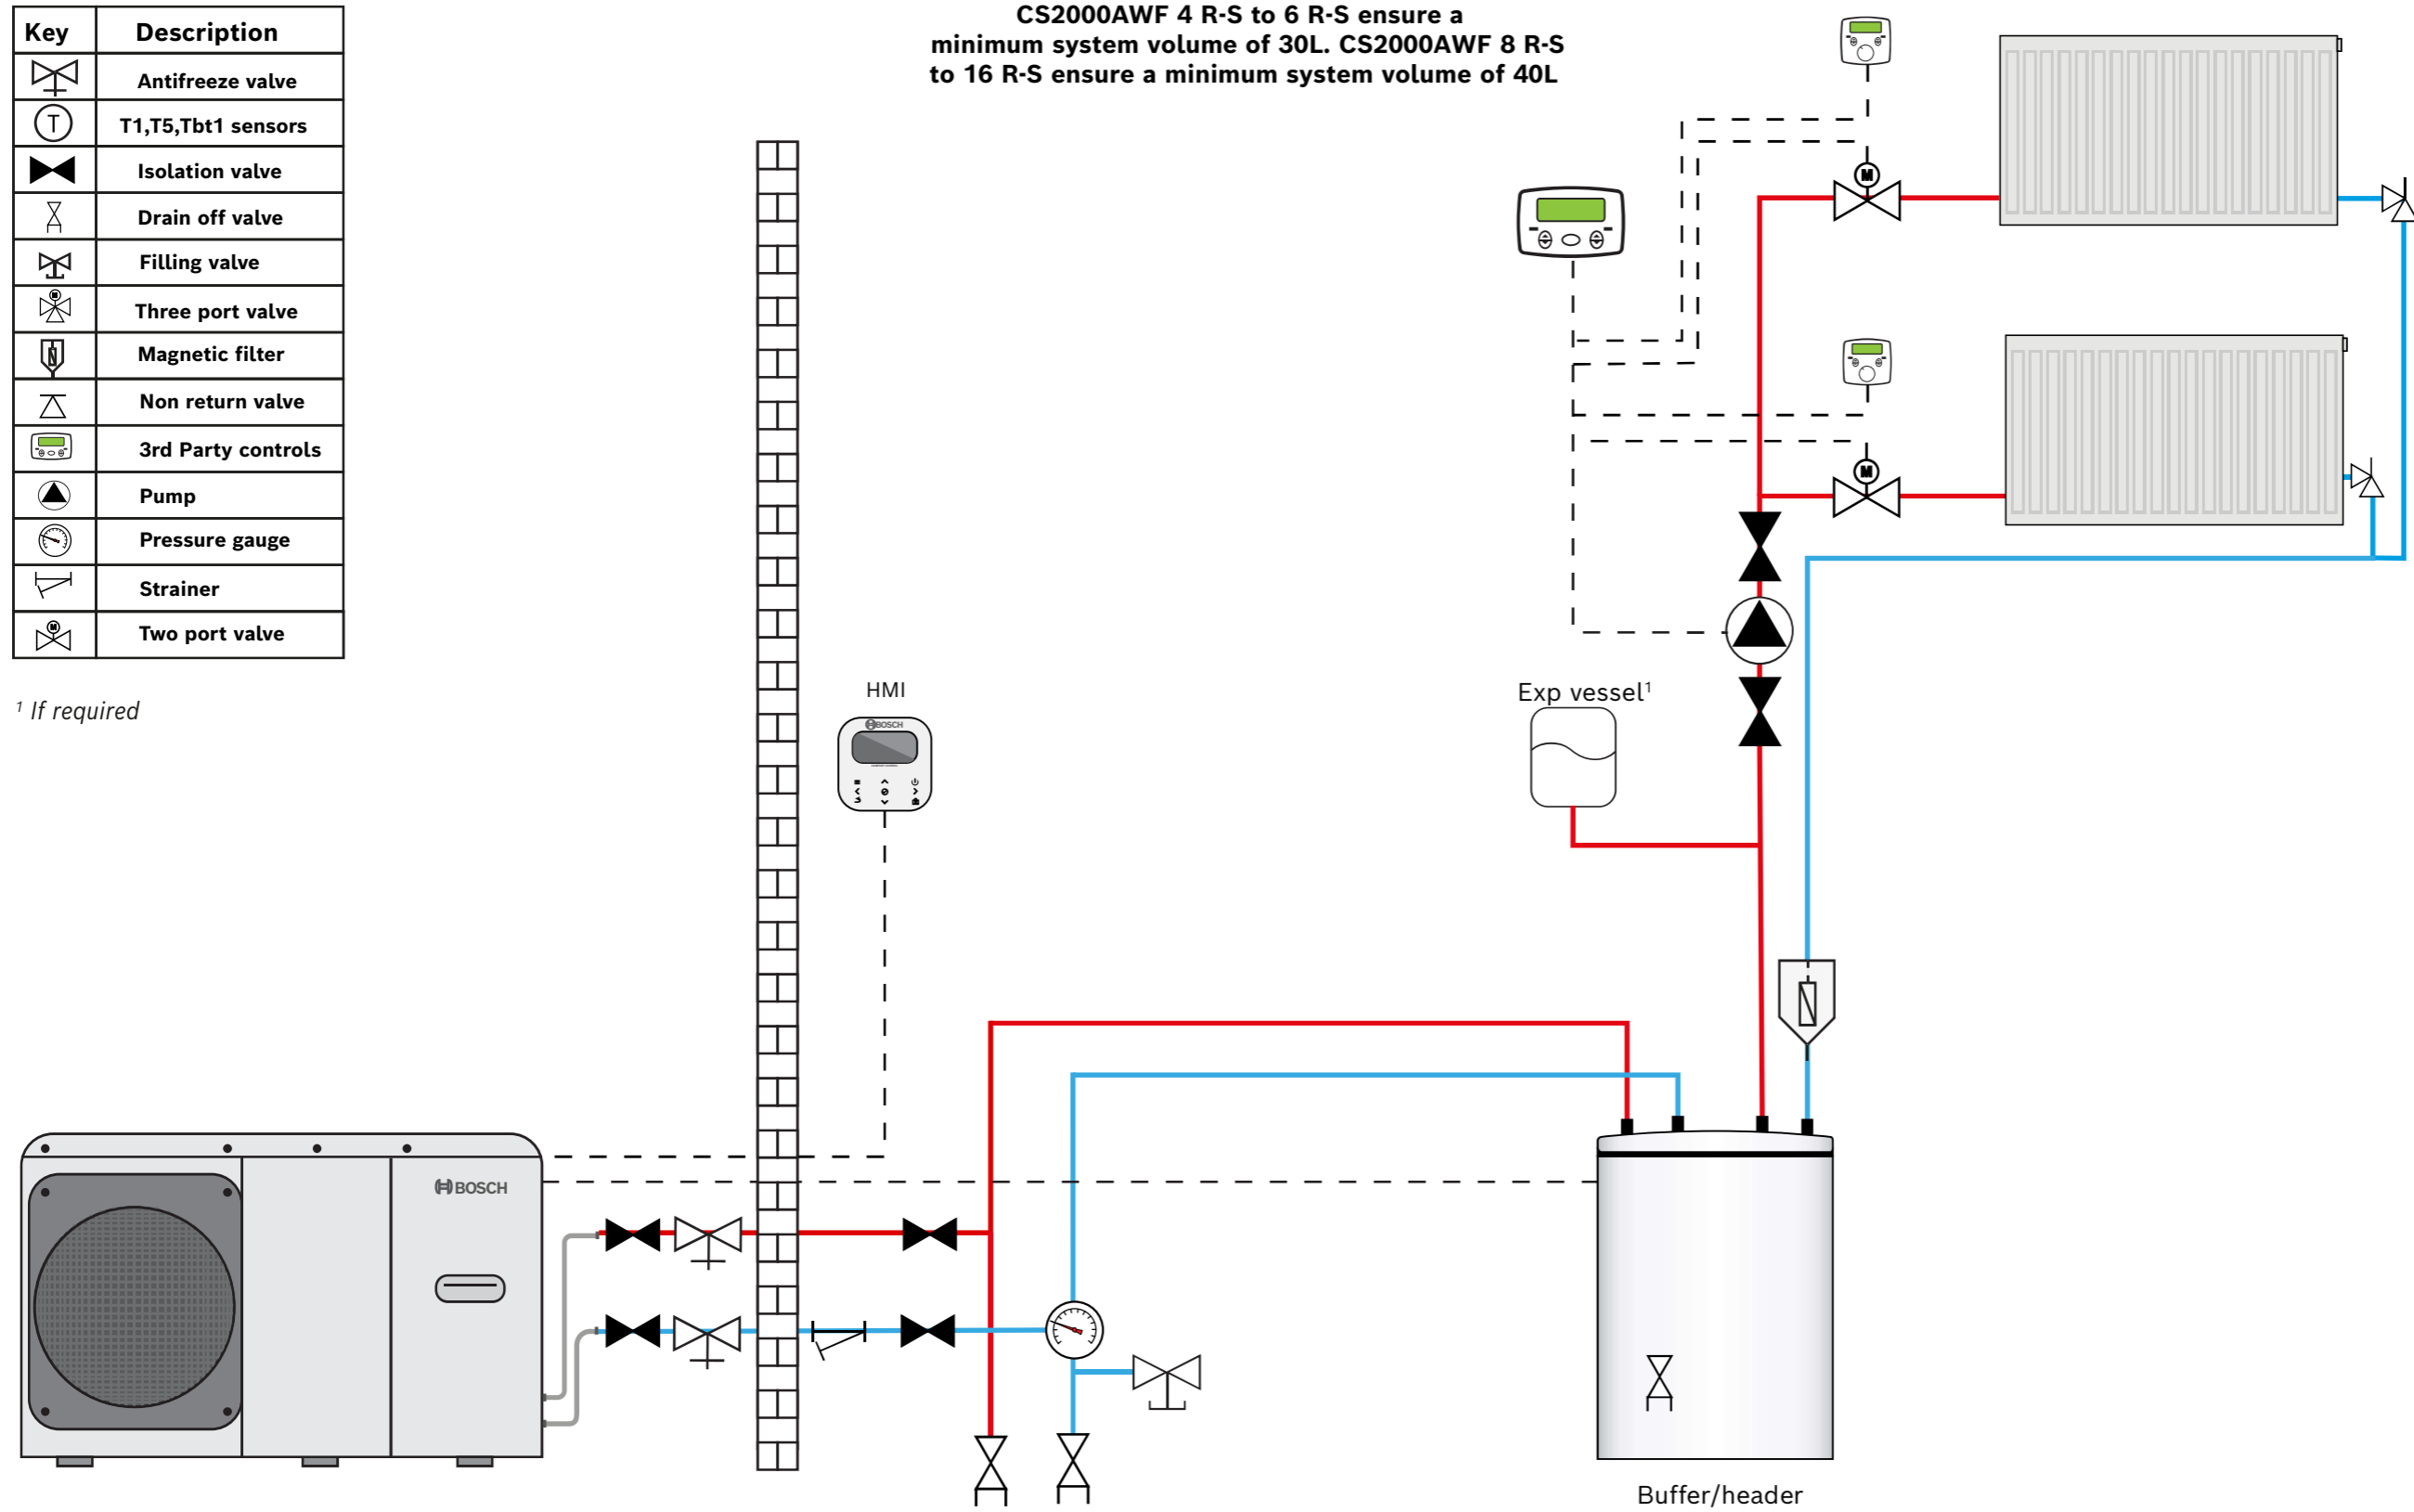 CS2000AWF 4 R-S to 6 R-S ensure a
minimum system volume of 30L. CS2000AWF 8 R-S
to 16 R-S ensure a minimum system volume of 40L
Key Description
Antifreeze valve
T T1,T5,Tbt1 sensors
Isolation valve
Drain off valve
Filling valve
M Three port valve
Magnetic filter
Non return valve
3rd Party controls
Pump
Pressure gauge
Strainer
M Two port valve
¹ If required
M
M
HMI
BOSCH
Exp vessel¹
BOSCH
Buffer/header